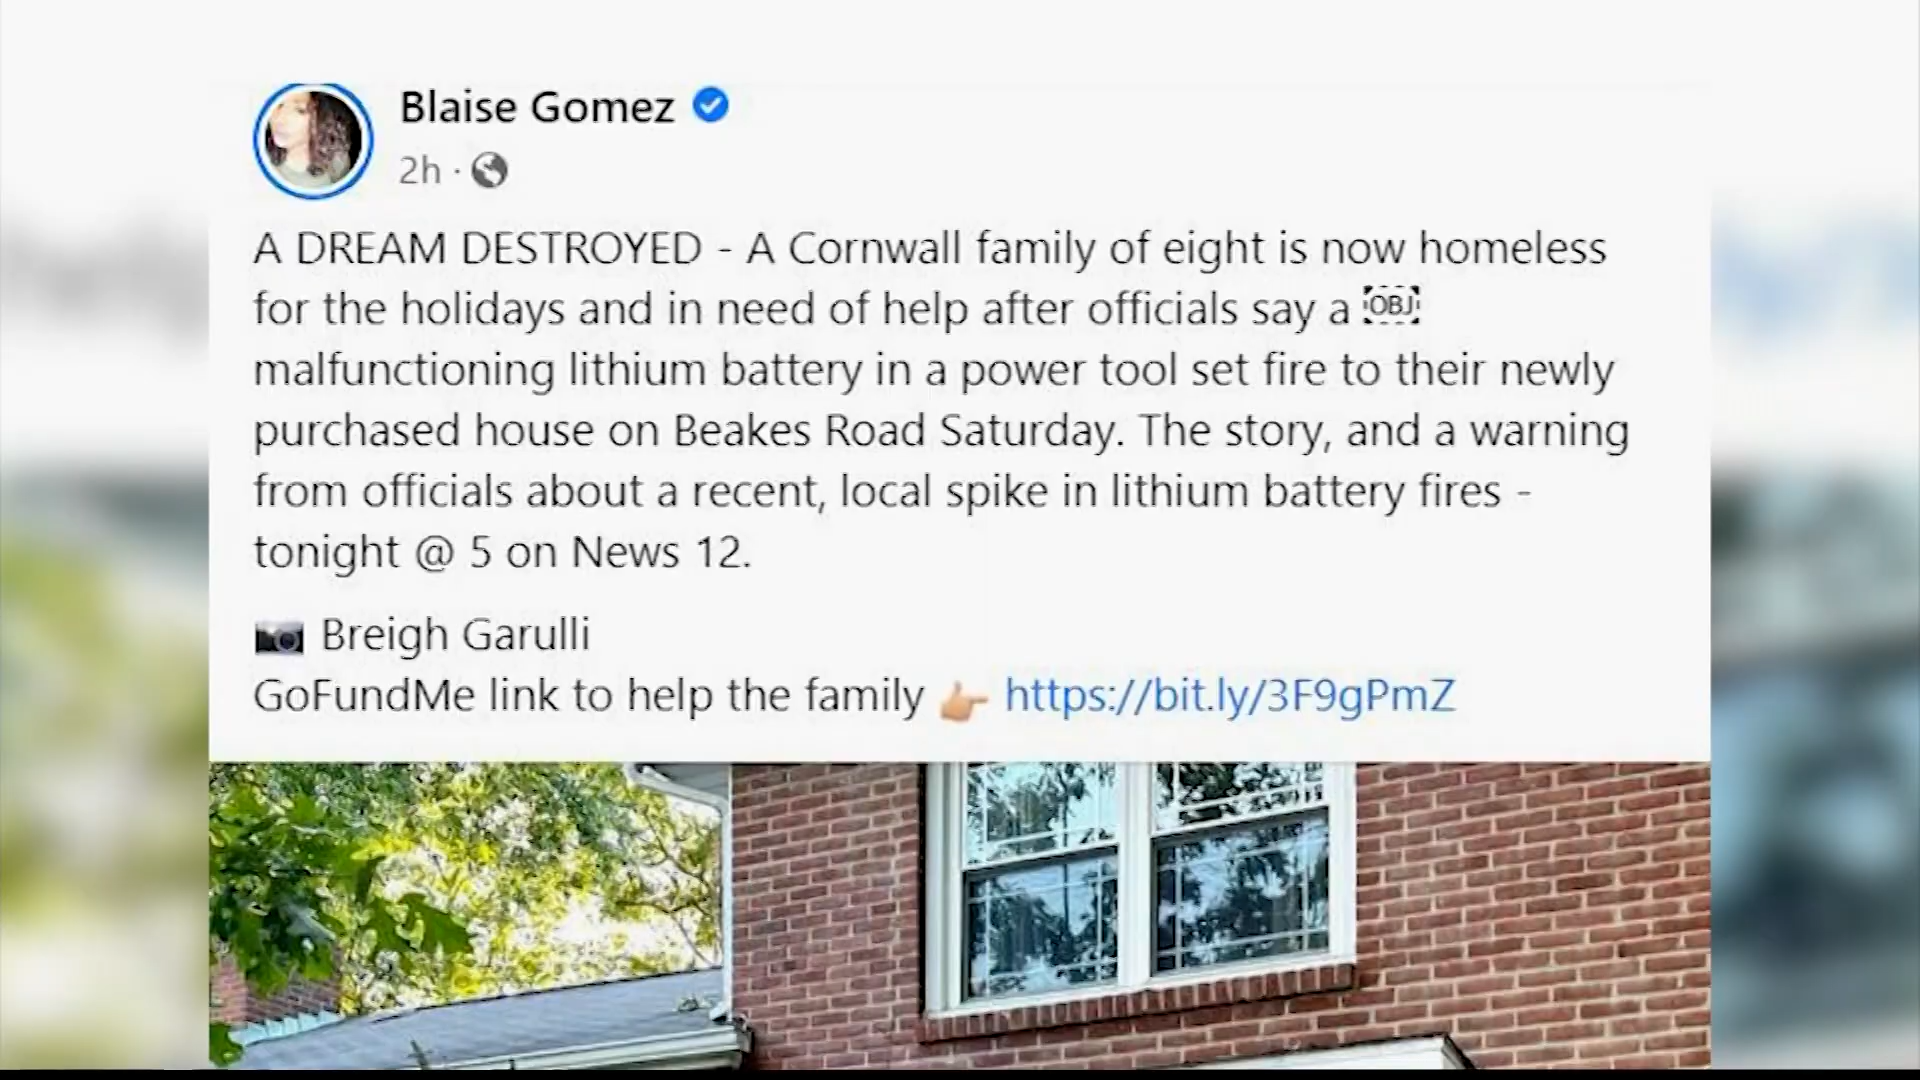 Blaise Gomez
2h ·
A DREAM DESTROYED - A Cornwall family of eight is now homeless
for the holidays and in need of help after officials say a ￼
malfunctioning lithium battery in a power tool set fire to their newly
purchased house on Beakes Road Saturday. The story, and a warning
from officials about a recent, local spike in lithium battery fires -
tonight @ 5 on News 12.
📷 Breigh Garulli
GoFundMe link to help the family 👉🏼 https://bit.ly/3F9gPmZ